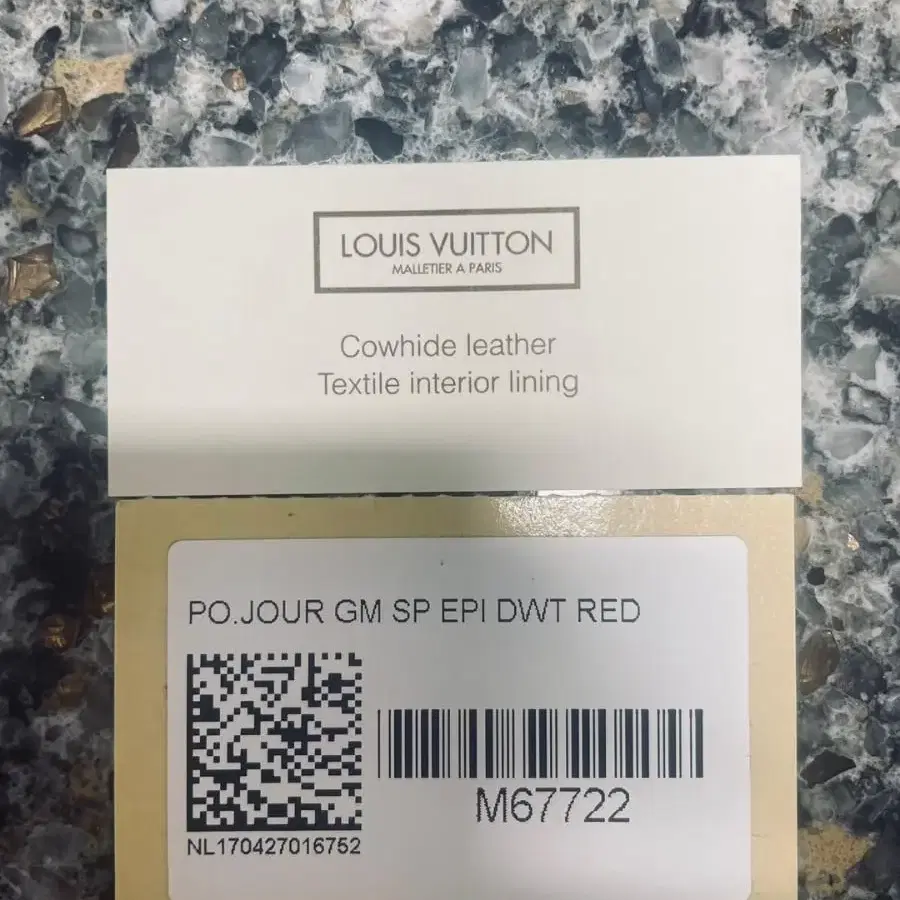 LOUIS VUITTON
MALLETIER A PARIS
Cowhide leather
Textile interior lining
PO.JOUR GM SP EPI DWT RED
M67722
NL170427016752